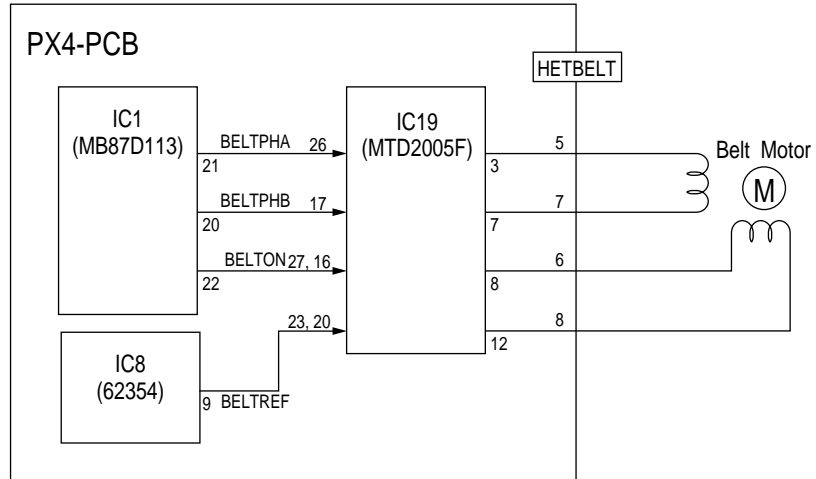 PX4-PCB
HETBELT
IC1
(MB87D113)
IC19
(MTD2005F)
BELTPHA 26
21
3
5
Belt Motor
M
BELTPHB 17
20
7
7
BELTON 27, 16
22
8
6
23, 20
12
8
IC8
(62354)
9 BELTREF